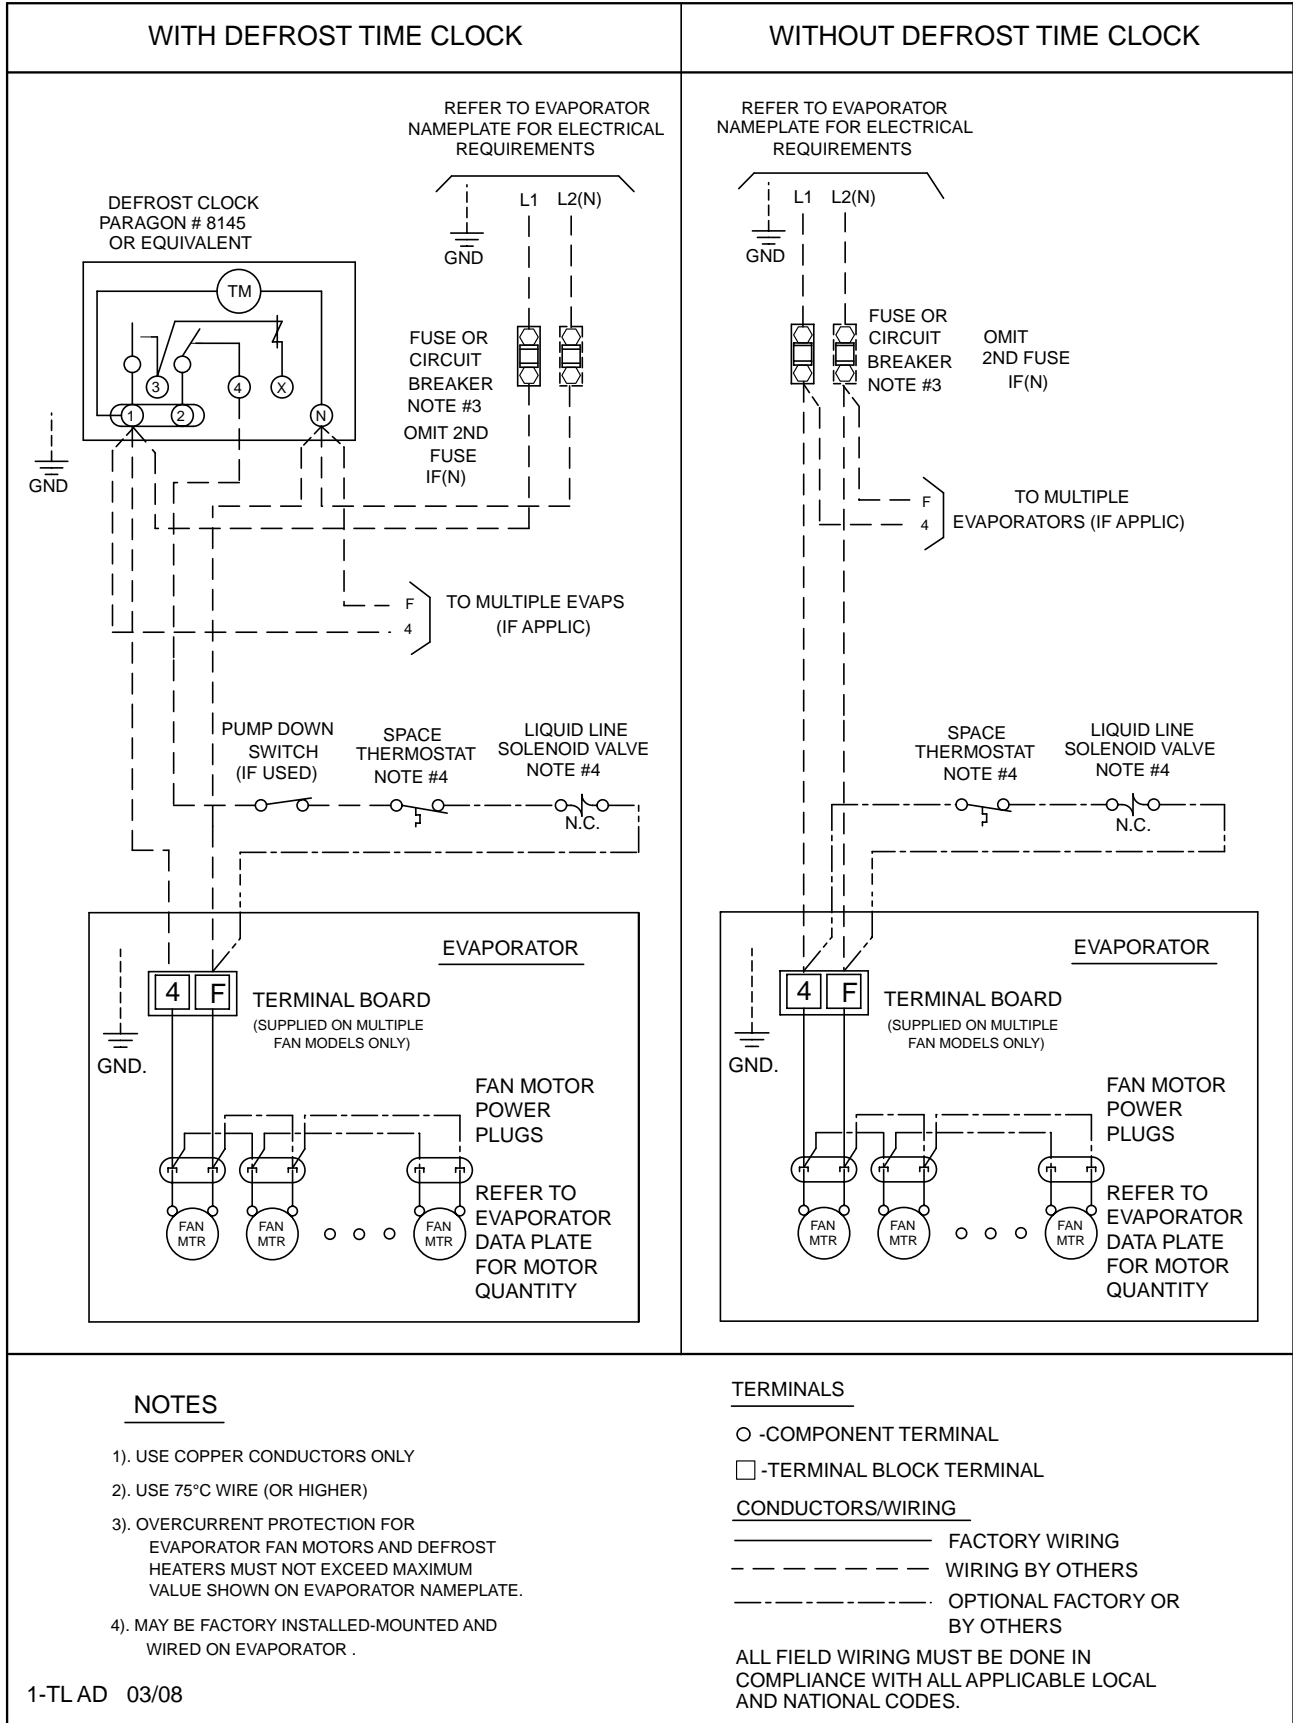 WITH DEFROST TIME CLOCK
REFER TO EVAPORATOR
NAMEPLATE FOR ELECTRICAL
REQUIREMENTS
DEFROST CLOCK
PARAGON # 8145
OR EQUIVALENT
L1 L2(N)
GND
TM
3 4 X
1 2 N
GND
FUSE OR
CIRCUIT
BREAKER
NOTE #3
OMIT 2ND
FUSE
IF(N)
F
4
TO MULTIPLE EVAPS
(IF APPLIC)
PUMP DOWN
SWITCH
(IF USED)
SPACE
THERMOSTAT
NOTE #4
LIQUID LINE
SOLENOID VALVE
NOTE #4
N.C.
EVAPORATOR
4 F
TERMINAL BOARD
(SUPPLIED ON MULTIPLE
FAN MODELS ONLY)
GND.
FAN MOTOR
POWER
PLUGS
FAN
MTR
FAN
MTR
FAN
MTR
REFER TO
EVAPORATOR
DATA PLATE
FOR MOTOR
QUANTITY
WITHOUT DEFROST TIME CLOCK
REFER TO EVAPORATOR
NAMEPLATE FOR ELECTRICAL
REQUIREMENTS
L1 L2(N)
GND
FUSE OR
CIRCUIT
BREAKER
NOTE #3
OMIT
2ND FUSE
IF(N)
F
4
TO MULTIPLE
EVAPORATORS (IF APPLIC)
SPACE
THERMOSTAT
NOTE #4
LIQUID LINE
SOLENOID VALVE
NOTE #4
N.C.
EVAPORATOR
4 F
TERMINAL BOARD
(SUPPLIED ON MULTIPLE
FAN MODELS ONLY)
GND.
FAN MOTOR
POWER
PLUGS
FAN
MTR
FAN
MTR
FAN
MTR
REFER TO
EVAPORATOR
DATA PLATE
FOR MOTOR
QUANTITY
NOTES
1). USE COPPER CONDUCTORS ONLY
2). USE 75°C WIRE (OR HIGHER)
3). OVERCURRENT PROTECTION FOR
EVAPORATOR FAN MOTORS AND DEFROST
HEATERS MUST NOT EXCEED MAXIMUM
VALUE SHOWN ON EVAPORATOR NAMEPLATE.
4). MAY BE FACTORY INSTALLED-MOUNTED AND
WIRED ON EVAPORATOR .
1-TL AD 03/08
TERMINALS
-COMPONENT TERMINAL
-TERMINAL BLOCK TERMINAL
CONDUCTORS/WIRING
FACTORY WIRING
WIRING BY OTHERS
OPTIONAL FACTORY OR
BY OTHERS
ALL FIELD WIRING MUST BE DONE IN
COMPLIANCE WITH ALL APPLICABLE LOCAL
AND NATIONAL CODES.